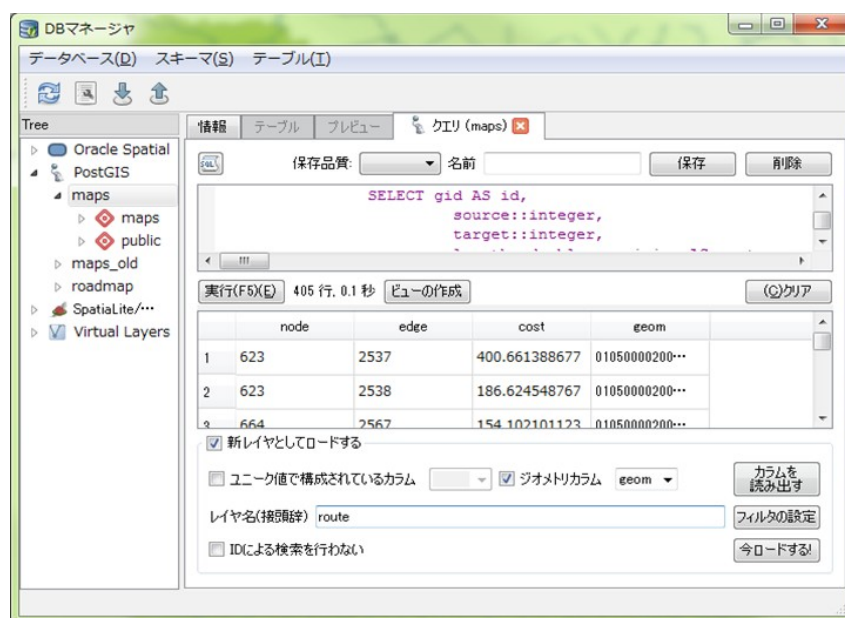 DBマネージャ
データベース(D) スキーマ(S) テーブル(T)
Tree
Oracle Spatial
PostGIS
maps
maps
public
maps_old
roadmap
SpatiaLite/…
Virtual Layers
情報 テーブル プレビュー クエリ (maps)
SQL 保存品質: 名前 保存 削除
SELECT gid AS id,
source::integer,
target::integer,
実行(F5)(E) 405 行, 0.1 秒 ビューの作成 (C)クリア
node edge cost geom
1 623 2537 400.661388677 01050000200…
2 623 2538 186.624548767 01050000200…
3 664 2567 154.102101123 01050000200…
新レイヤとしてロードする
ユニーク値で構成されているカラム ジオメトリカラム geom カラムを
読み出す
レイヤ名(接頭辞) route フィルタの設定
IDによる検索を行わない 今ロードする!